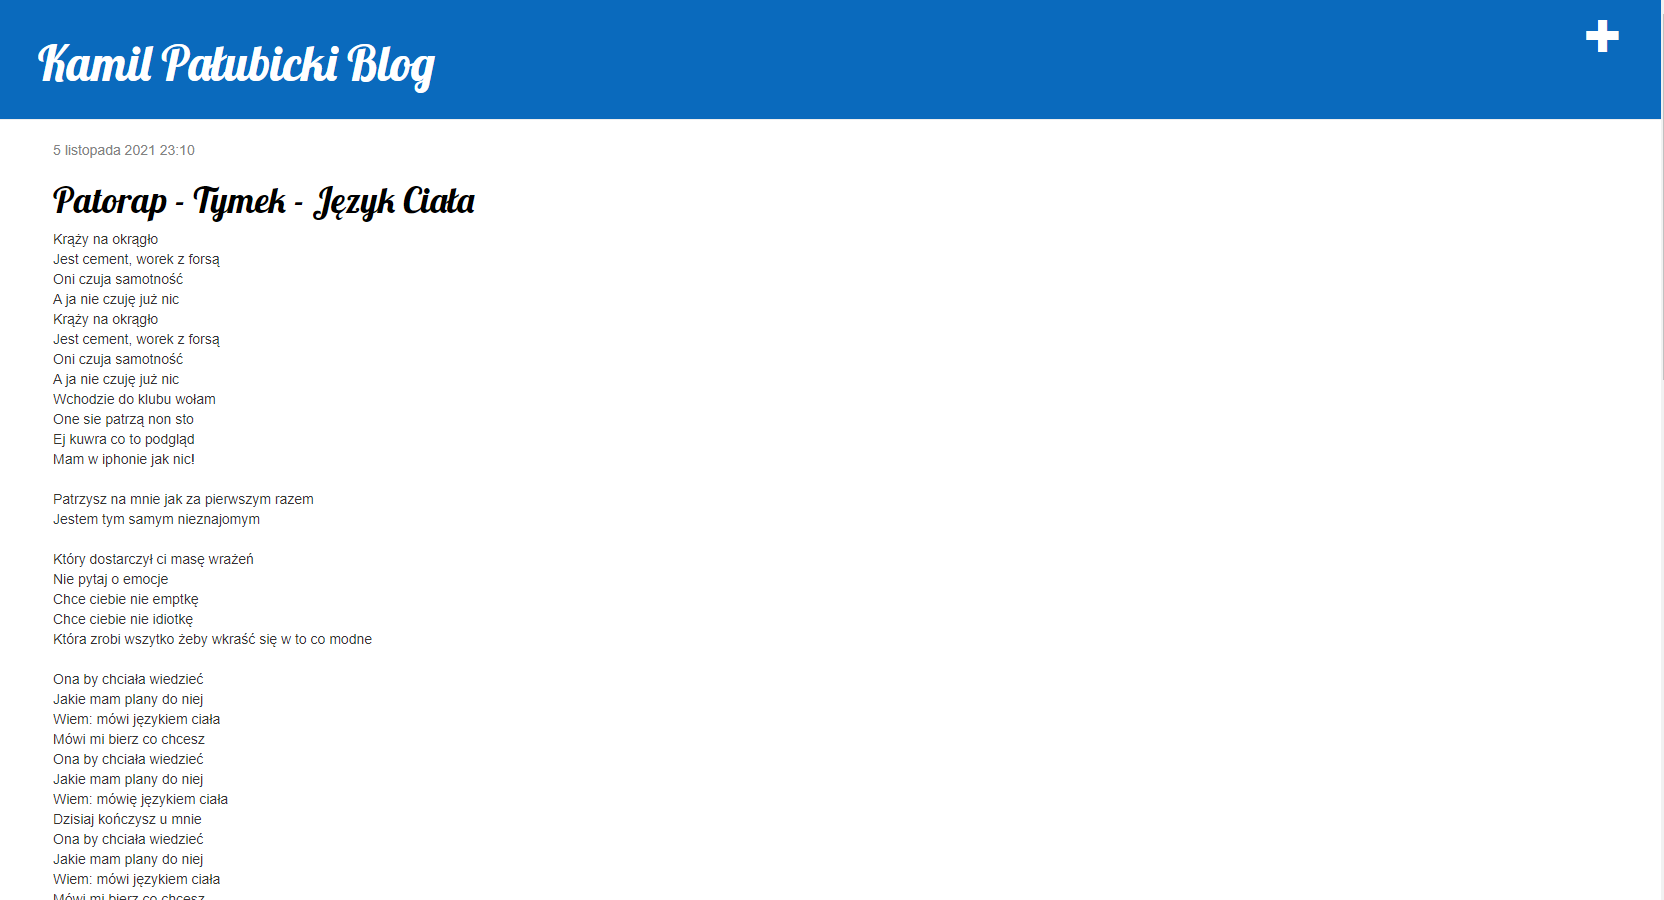 Kamil Pałubicki Blog
5 listopada 2021 23:10
Patorap - Tymek - Język Ciała
Krąży na okrągło
Jest cement, worek z forsą
Oni czuja samotność
A ja nie czuję już nic
Krąży na okrągło
Jest cement, worek z forsą
Oni czuja samotność
A ja nie czuję już nic
Wchodzie do klubu wołam
One sie patrzą non sto
Ej kuwra co to podgląd
Mam w iphonie jak nic!
Patrzysz na mnie jak za pierwszym razem
Jestem tym samym nieznajomym
Który dostarczył ci masę wrażeń
Nie pytaj o emocje
Chce ciebie nie emptkę
Chce ciebie nie idiotkę
Która zrobi wszytko żeby wkraść się w to co modne
Ona by chciała wiedzieć
Jakie mam plany do niej
Wiem: mówi językiem ciała
Mówi mi bierz co chcesz
Ona by chciała wiedzieć
Jakie mam plany do niej
Wiem: mówię językiem ciała
Dzisiaj kończysz u mnie
Ona by chciała wiedzieć
Jakie mam plany do niej
Wiem: mówi językiem ciała
Mówi mi bierz co chcesz